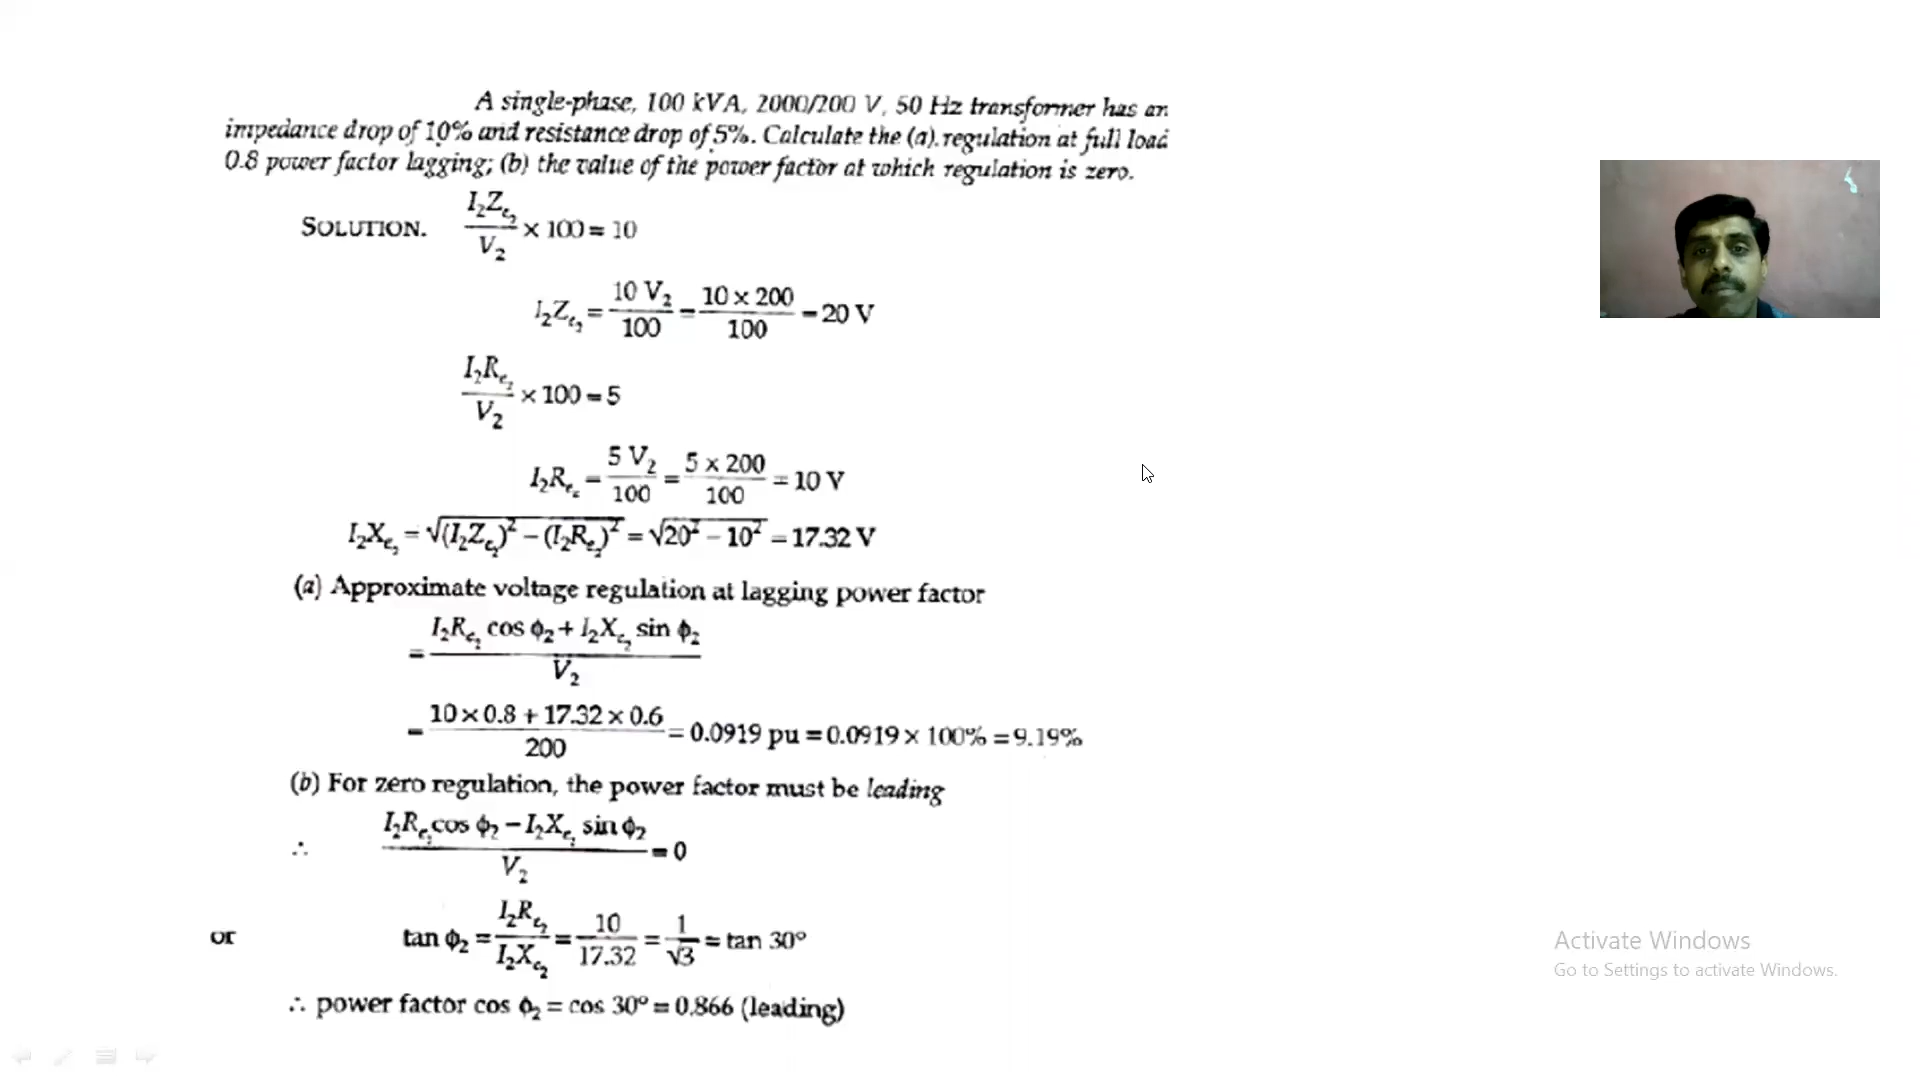 A single-phase, 100 kVA, 2000/200 V, 50 Hz transformer has an
impedance drop of 10% and resistance drop of 5%. Calculate the (a) regulation at full load
0.8 power factor lagging; (b) the value of the power factor at which regulation is zero.
SOLUTION. I₂Zₑ₂/V₂ × 100 = 10
I₂Zₑ₂ = 10 V₂/100 = 10 × 200/100 = 20 V
I₂Rₑ₂/V₂ × 100 = 5
I₂Rₑ₂ = 5 V₂/100 = 5 × 200/100 = 10 V
I₂Xₑ₂ = √(I₂Zₑ₂)² − (I₂Rₑ₂)² = √20² − 10² = 17.32 V
(a) Approximate voltage regulation at lagging power factor
= I₂Rₑ₂ cos ϕ₂ + I₂Xₑ₂ sin ϕ₂/V₂
= 10 × 0.8 + 17.32 × 0.6/200 = 0.0919 pu = 0.0919 × 100% = 9.19%
(b) For zero regulation, the power factor must be leading
∴ I₂Rₑ₂ cos ϕ₂ − I₂Xₑ₂ sin ϕ₂/V₂ = 0
or tan ϕ₂ = I₂Rₑ₂/I₂Xₑ₂ = 10/17.32 = 1/√3 = tan 30°
∴ power factor cos ϕ₂ = cos 30° = 0.866 (leading)
Activate Windows
Go to Settings to activate Windows.